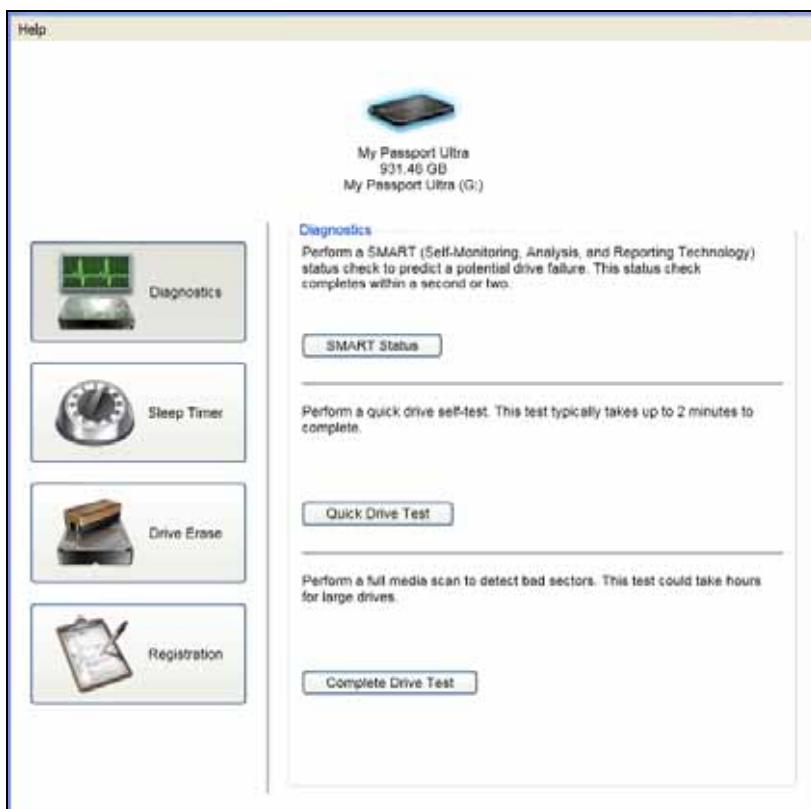 Help
My Passport Ultra
931.46 GB
My Passport Ultra (G:)
Diagnostics
Sleep Timer
Drive Erase
Registration
Diagnostics
Perform a SMART (Self-Monitoring, Analysis, and Reporting Technology)
status check to predict a potential drive failure. This status check
completes within a second or two.
SMART Status
Perform a quick drive self-test. This test typically takes up to 2 minutes to
complete.
Quick Drive Test
Perform a full media scan to detect bad sectors. This test could take hours
for large drives.
Complete Drive Test